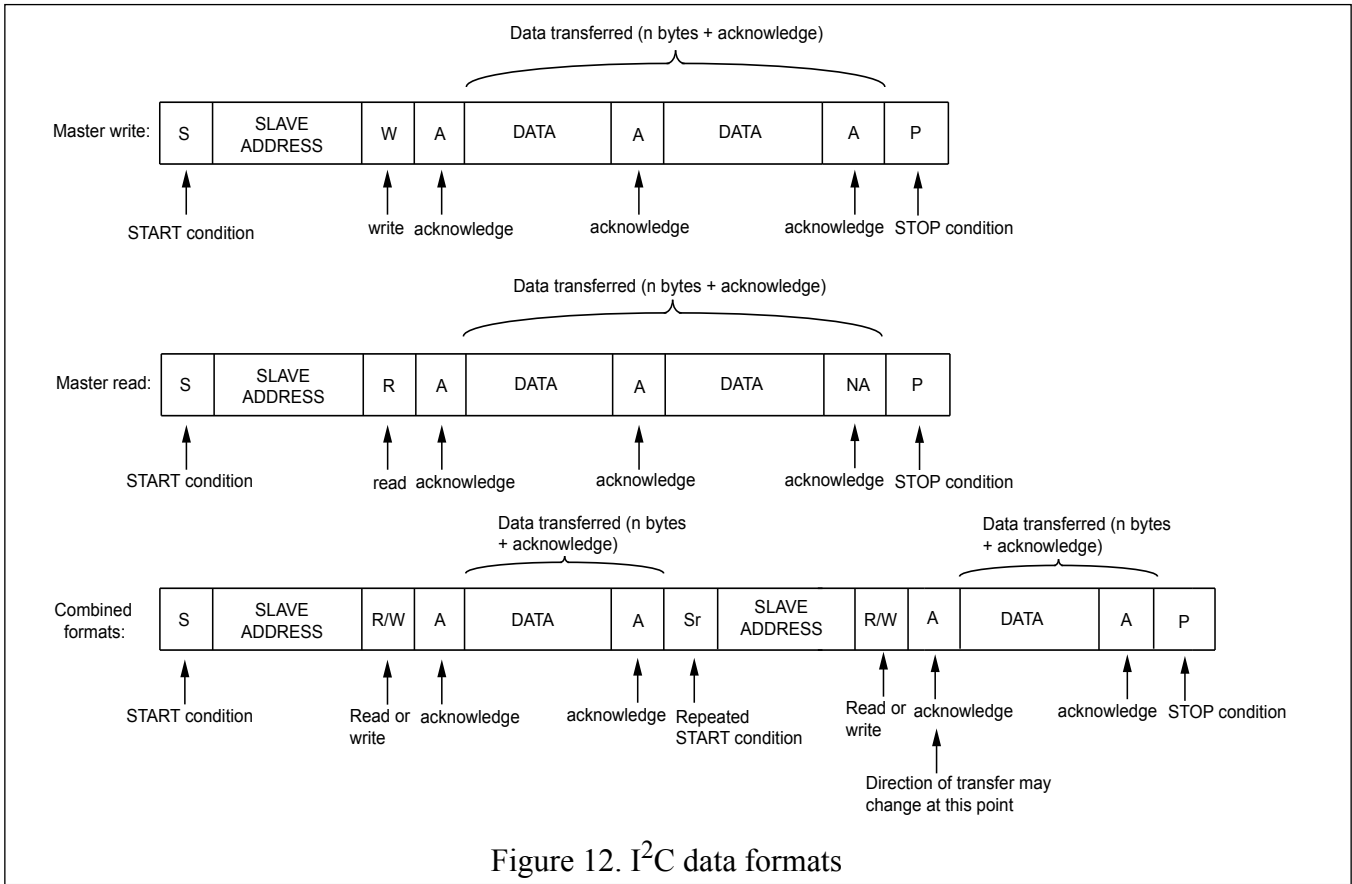 Data transferred (n bytes + acknowledge)
Master write: S SLAVE ADDRESS W A DATA A DATA A P
START condition write acknowledge acknowledge acknowledge STOP condition
Data transferred (n bytes + acknowledge)
Master read: S SLAVE ADDRESS R A DATA A DATA NA P
START condition read acknowledge acknowledge acknowledge STOP condition
Data transferred (n bytes
+ acknowledge)
Data transferred (n bytes
+ acknowledge)
Combined
formats:
S SLAVE ADDRESS R/W A DATA A Sr SLAVE ADDRESS R/W A DATA A P
START condition
Read or
write
acknowledge
acknowledge
Repeated
START condition
Read or
write
acknowledge
acknowledge
STOP condition
Direction of transfer may
change at this point
Figure 12. I²C data formats